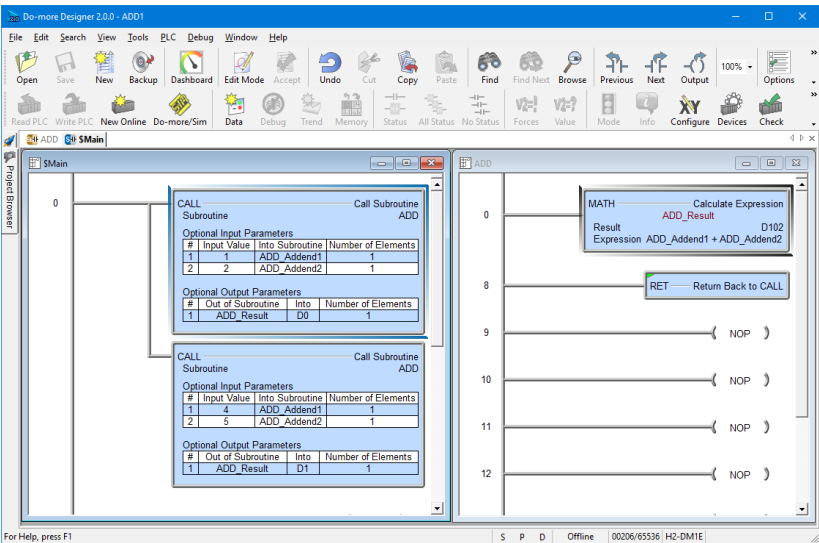 Do-more Designer 2.0.0 - ADD1
File Edit Search View Tools PLC Debug Window Help
Open Save New Backup Dashboard Edit Mode Accept Undo Cut Copy Paste Find Find Next Browse Previous Next Output 100% Options
Read PLC Write PLC New Online Do-more/Sim Data Debug Trend Memory Status All Status No Status Forces Value Mode Info Configure Devices Check
ADD $Main
Project Browser
$Main
0
CALL Call Subroutine
Subroutine ADD
Optional Input Parameters
# Input Value Into Subroutine Number of Elements
1 1 ADD_Addend1 1
2 2 ADD_Addend2 1
Optional Output Parameters
# Out of Subroutine Into Number of Elements
1 ADD_Result D0 1
CALL Call Subroutine
Subroutine ADD
Optional Input Parameters
# Input Value Into Subroutine Number of Elements
1 4 ADD_Addend1 1
2 5 ADD_Addend2 1
Optional Output Parameters
# Out of Subroutine Into Number of Elements
1 ADD_Result D1 1
ADD
0
MATH Calculate Expression
ADD_Result
Result D102
Expression ADD_Addend1 + ADD_Addend2
8
RET Return Back to CALL
9 NOP
10 NOP
11 NOP
12 NOP
For Help, press F1 S P D Offline 00206/65536 H2-DM1E